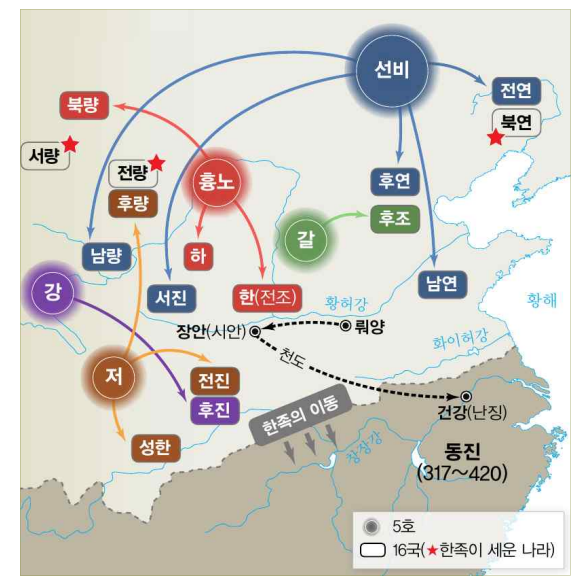 선비
전연
북연
북량
서량
전량
후량
흉노
후연
갈
후조
남량
하
강
서진
한(전조)
남연
황허강
황해
장안(시안)
뤄양
화이허강
천도
저
전진
후진
성한
한족의 이동
창장강
건강(난징)
동진
(317～420)
5호
16국(★한족이 세운 나라)